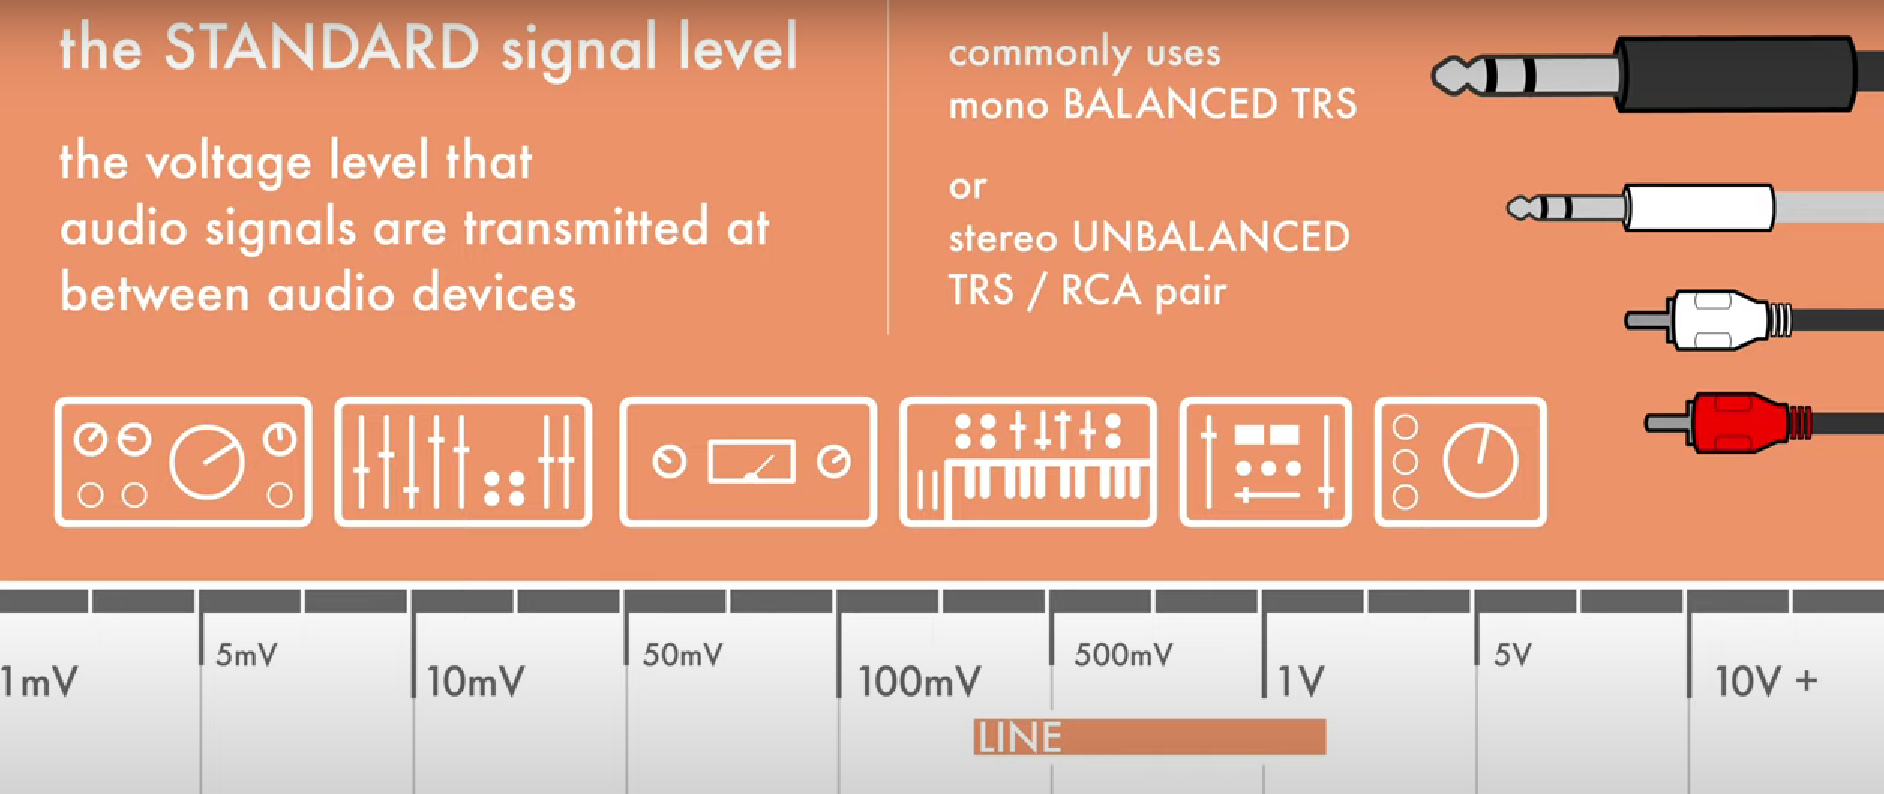 the STANDARD signal level
the voltage level that
audio signals are transmitted at
between audio devices
commonly uses
mono BALANCED TRS
or
stereo UNBALANCED
TRS / RCA pair
1mV
5mV
10mV
50mV
100mV
500mV
1V
5V
10V +
LINE